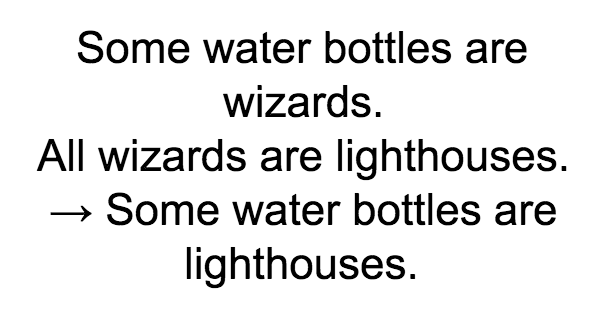 Some water bottles are
wizards.
All wizards are lighthouses.
→ Some water bottles are
lighthouses.